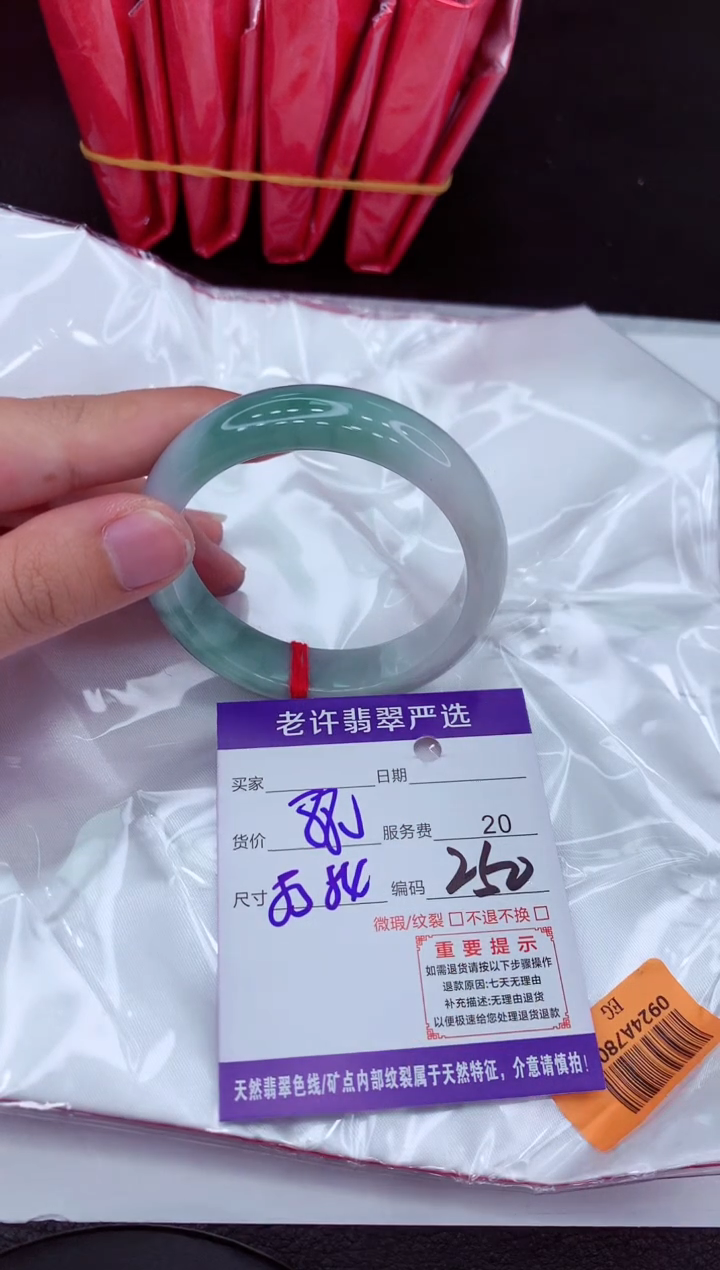 老许翡翠严选
买家 日期
货价 服务费 20
尺寸 编码 250
微瑕/纹裂 □ 不退不换 □
重要提示
如需退货请按以下步骤操作
退款原因:七天无理由
补充描述:无理由退货
以便极速给您处理退货退款
天然翡翠色线/矿点内部纹裂属于天然特征，介意请慎拍！
EG
0924A780